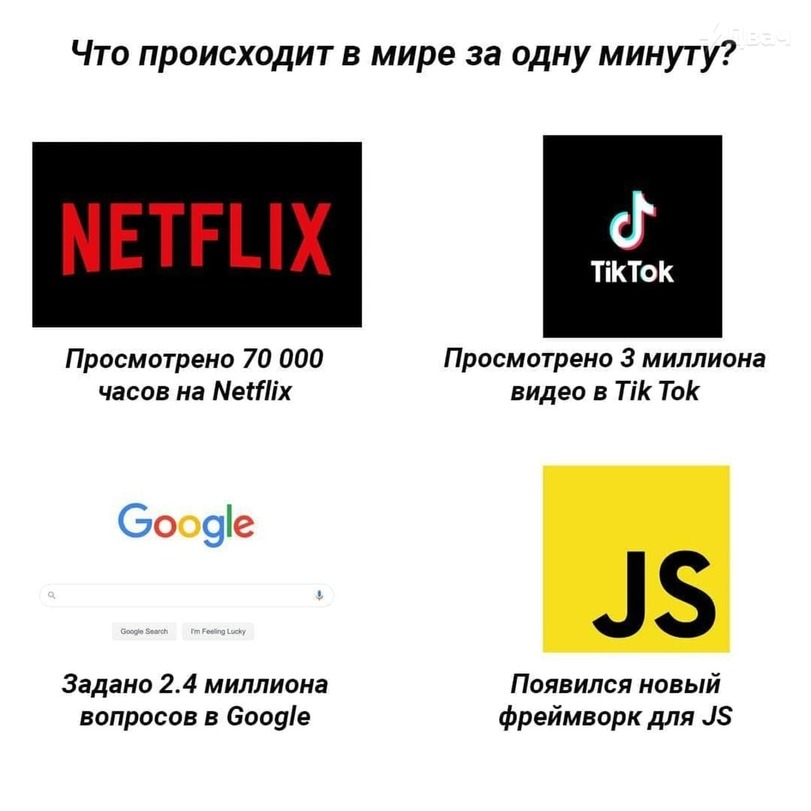 Двач
Что происходит в мире за одну минуту?
NETFLIX
TikTok
Просмотрено 70 000
часов на Netflix
Просмотрено 3 миллиона
видео в Tik Tok
Google
Google Search
I'm Feeling Lucky
JS
Задано 2.4 миллиона
вопросов в Google
Появился новый
фреймворк для JS